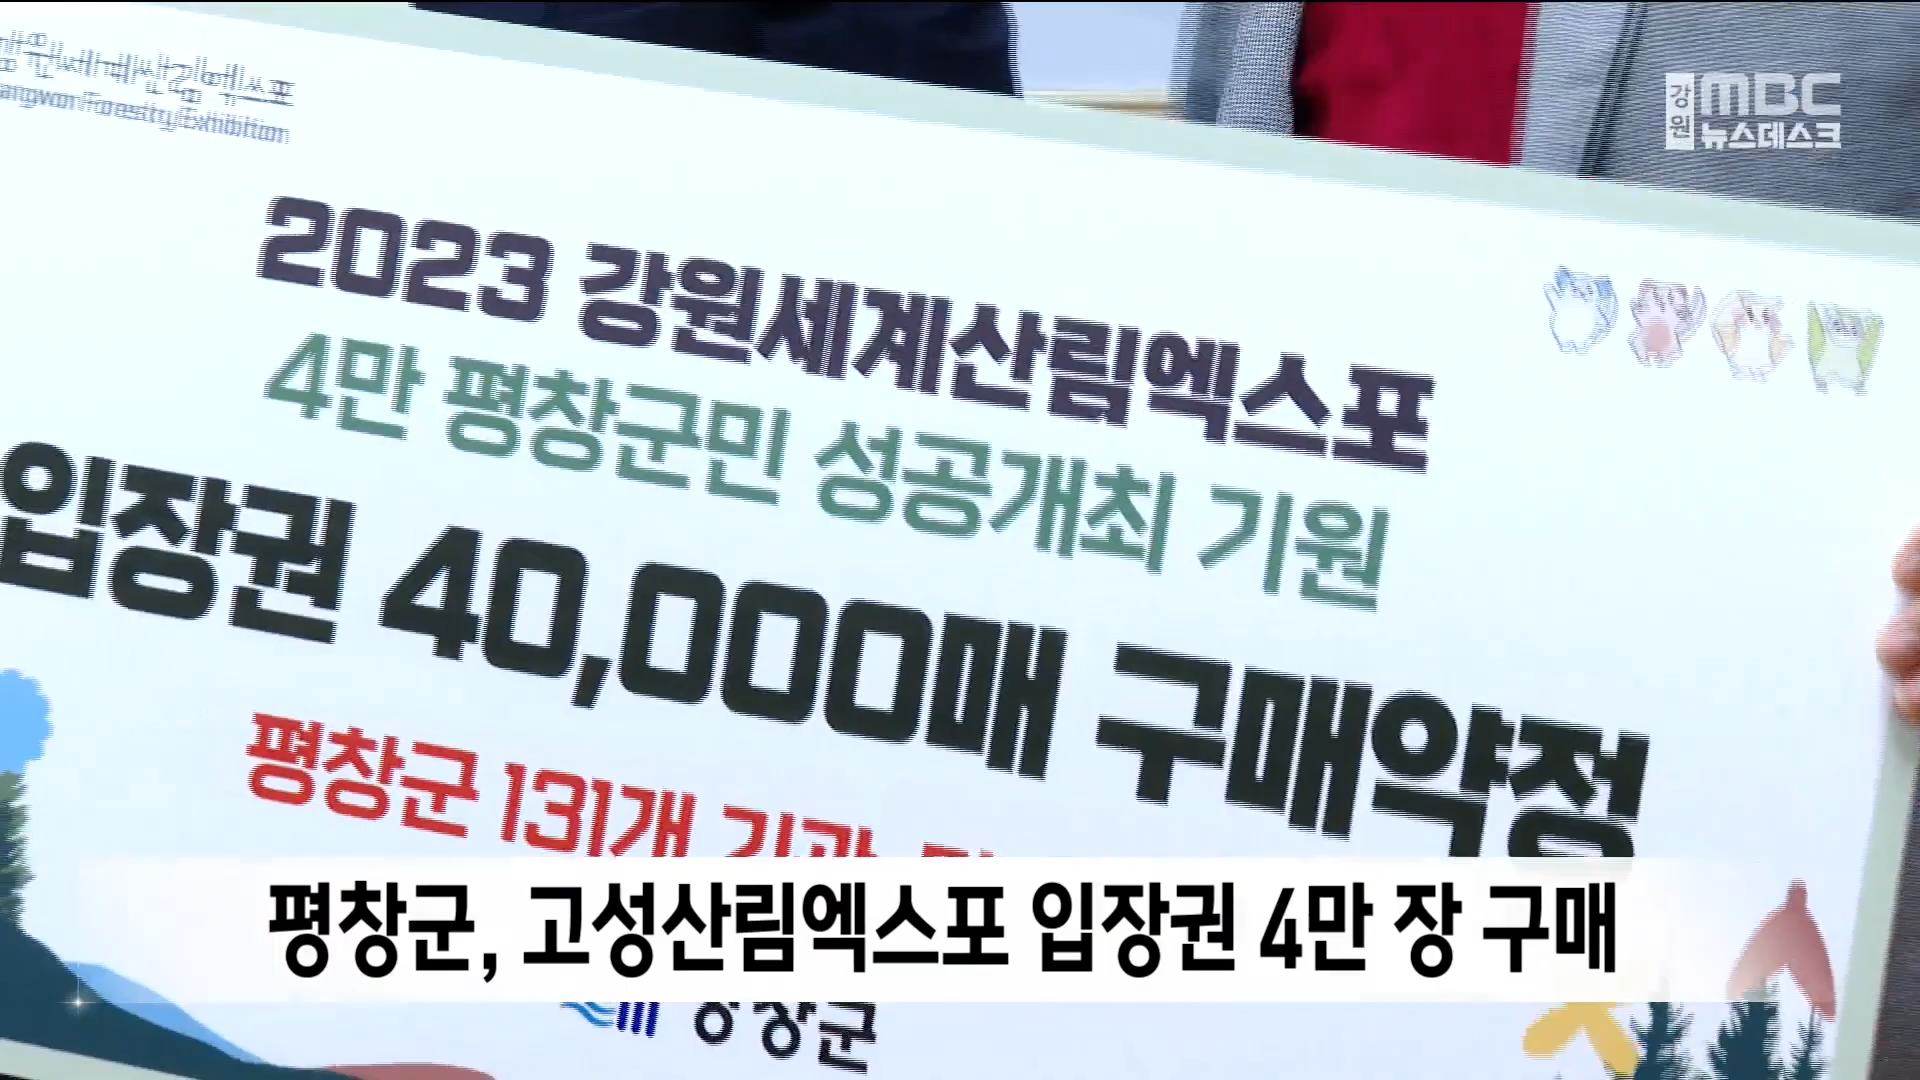 강원세계산림엑스포
Gangwon Forestry Exhibition
강원 MBC
뉴스데스크
2023 강원세계산림엑스포
4만 평창군민 성공개최 기원
입장권 40,000매 구매약정
평창군 131개 기관
평창군, 고성산림엑스포 입장권 4만 장 구매
평창군